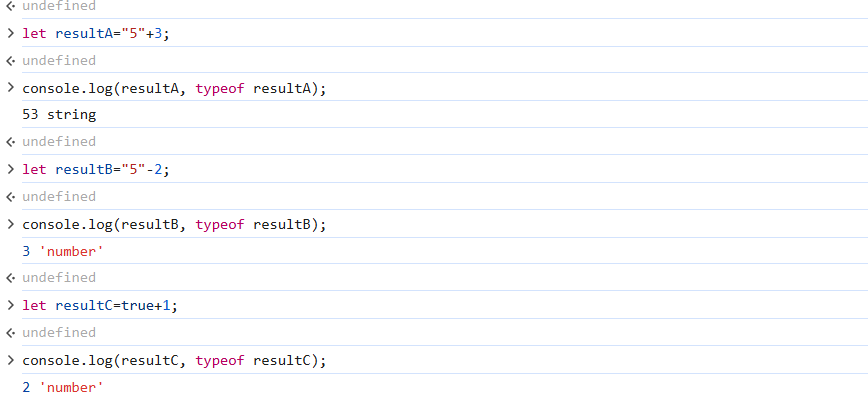 undefined
let resultA="5"+3;
undefined
console.log(resultA, typeof resultA);
53 string
undefined
let resultB="5"-2;
undefined
console.log(resultB, typeof resultB);
3 'number'
undefined
let resultC=true+1;
undefined
console.log(resultC, typeof resultC);
2 'number'